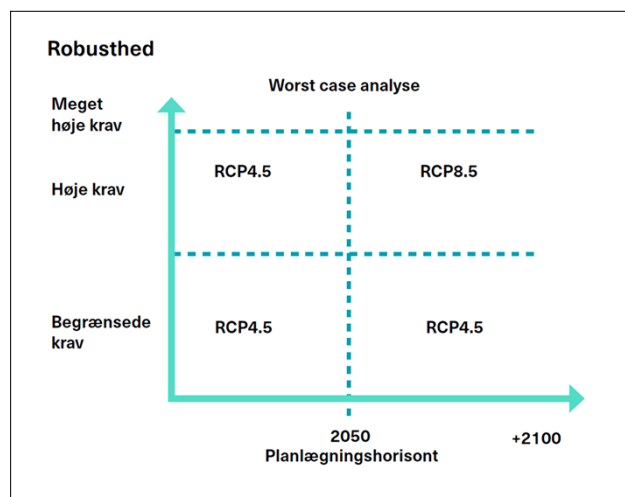 Robusthed
Worst case analyse
Meget
høje krav
RCP4.5
RCP8.5
Høje krav
Begrænsede
krav
RCP4.5
RCP4.5
2050
+2100
Planlægningshorisont